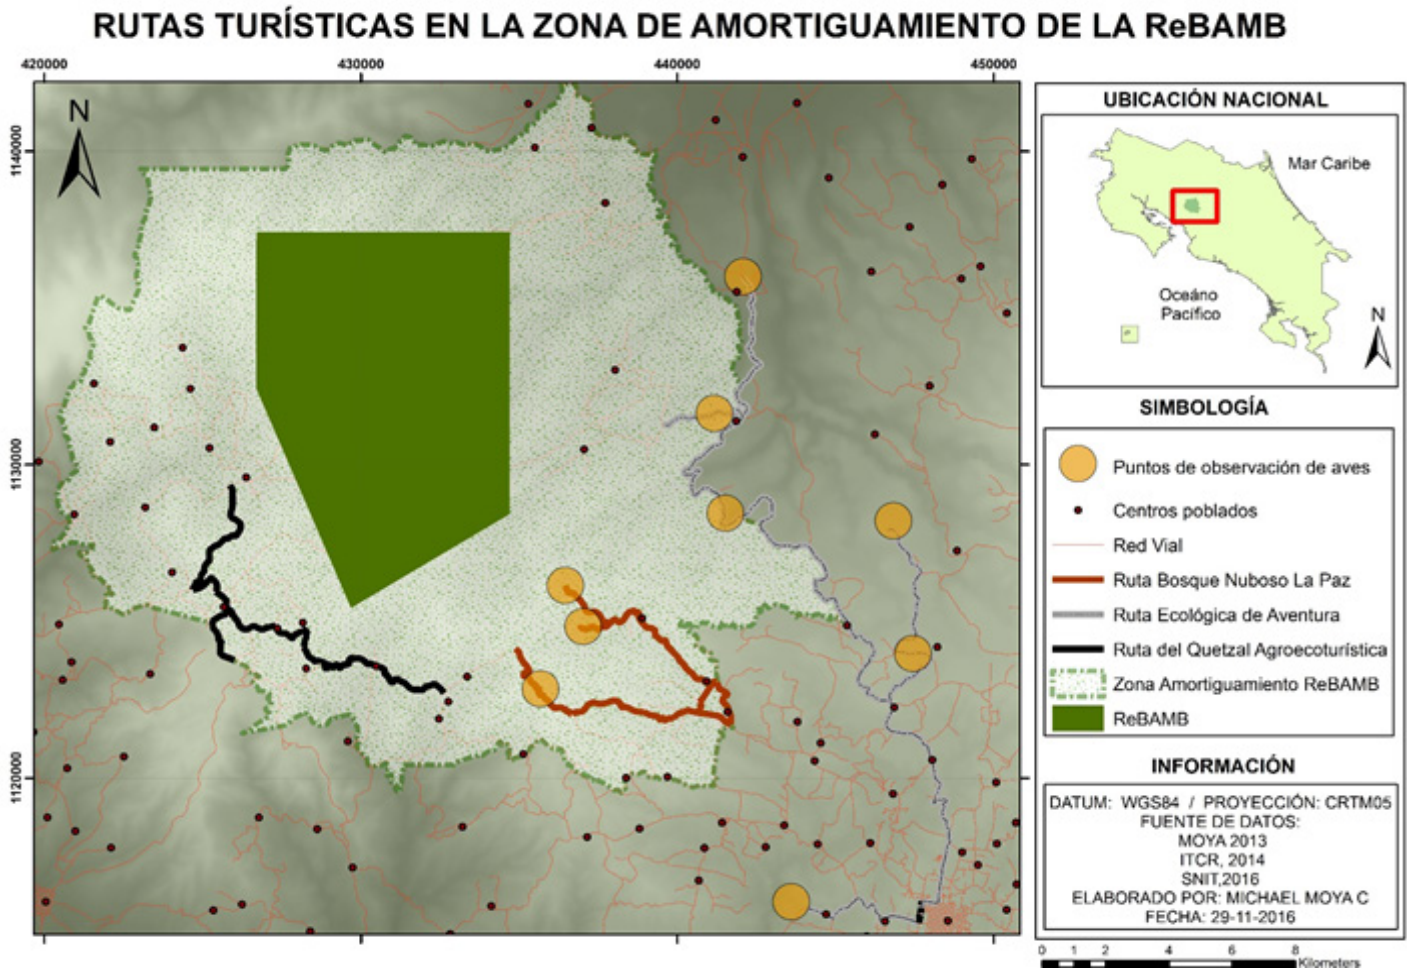 RUTAS TURÍSTICAS EN LA ZONA DE AMORTIGUAMIENTO DE LA ReBAMB
420000
430000
440000
450000
N
1140000
1130000
1120000
UBICACIÓN NACIONAL
Mar Caribe
Oceáno
Pacífico
N
SIMBOLOGÍA
Puntos de observación de aves
Centros poblados
Red Vial
Ruta Bosque Nuboso La Paz
Ruta Ecológica de Aventura
Ruta del Quetzal Agroecoturística
Zona Amortiguamiento ReBAMB
ReBAMB
INFORMACIÓN
DATUM: WGS84 / PROYECCIÓN: CRTM05
FUENTE DE DATOS:
MOYA 2013
ITCR, 2014
SNIT,2016
ELABORADO POR: MICHAEL MOYA C
FECHA: 29-11-2016
0 1 2 4 6 8
Kilometers